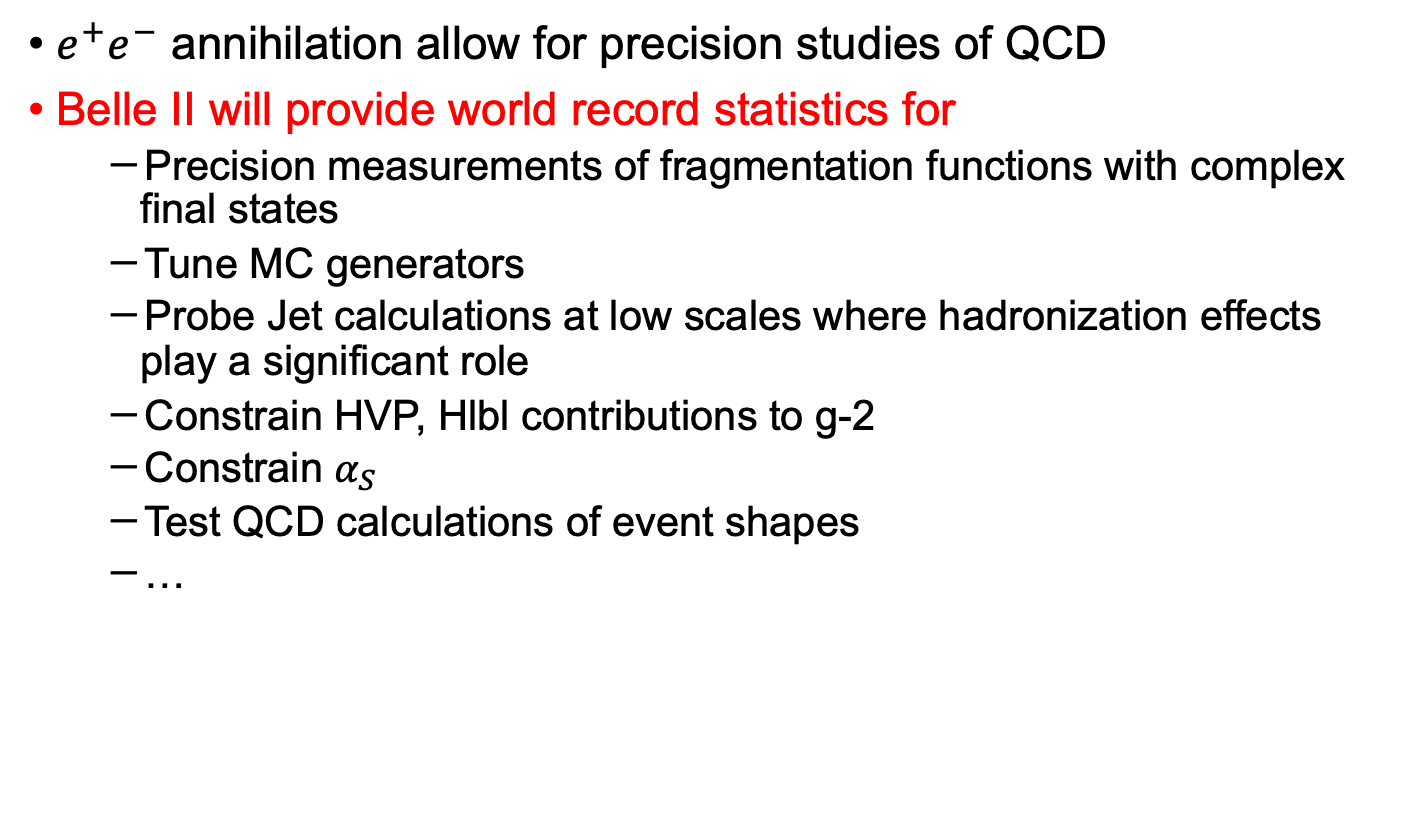 • e⁺e⁻ annihilation allow for precision studies of QCD
• Belle II will provide world record statistics for
– Precision measurements of fragmentation functions with complex
final states
– Tune MC generators
– Probe Jet calculations at low scales where hadronization effects
play a significant role
– Constrain HVP, Hlbl contributions to g-2
– Constrain α_S
– Test QCD calculations of event shapes
– …